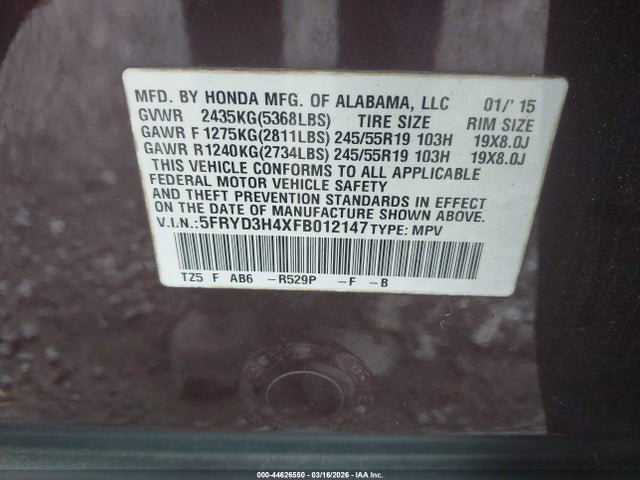 MFD. BY HONDA MFG. OF ALABAMA, LLC 01/'15
GVWR 2435KG(5368LBS) TIRE SIZE RIM SIZE
GAWR F 1275KG(2811LBS) 245/55R19 103H 19X8.0J
GAWR R 1240KG(2734LBS) 245/55R19 103H 19X8.0J
THIS VEHICLE CONFORMS TO ALL APPLICABLE
FEDERAL MOTOR VEHICLE SAFETY
AND THEFT PREVENTION STANDARDS IN EFFECT
ON THE DATE OF MANUFACTURE SHOWN ABOVE.
V.I.N.:5FRYD3H4XFB012147 TYPE: MPV
TZ5 F AB6 -R529P -F -B
000-44626550 | 03/16/2026 | IAA Inc.